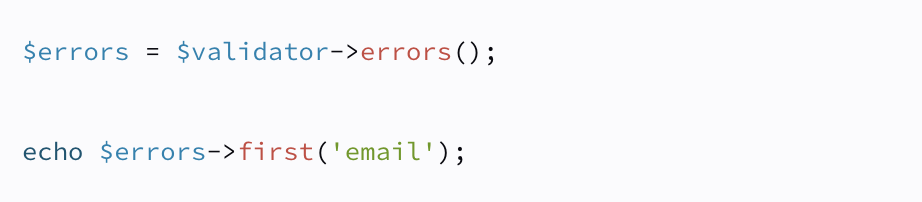 $errors = $validator->errors();
echo $errors->first('email');